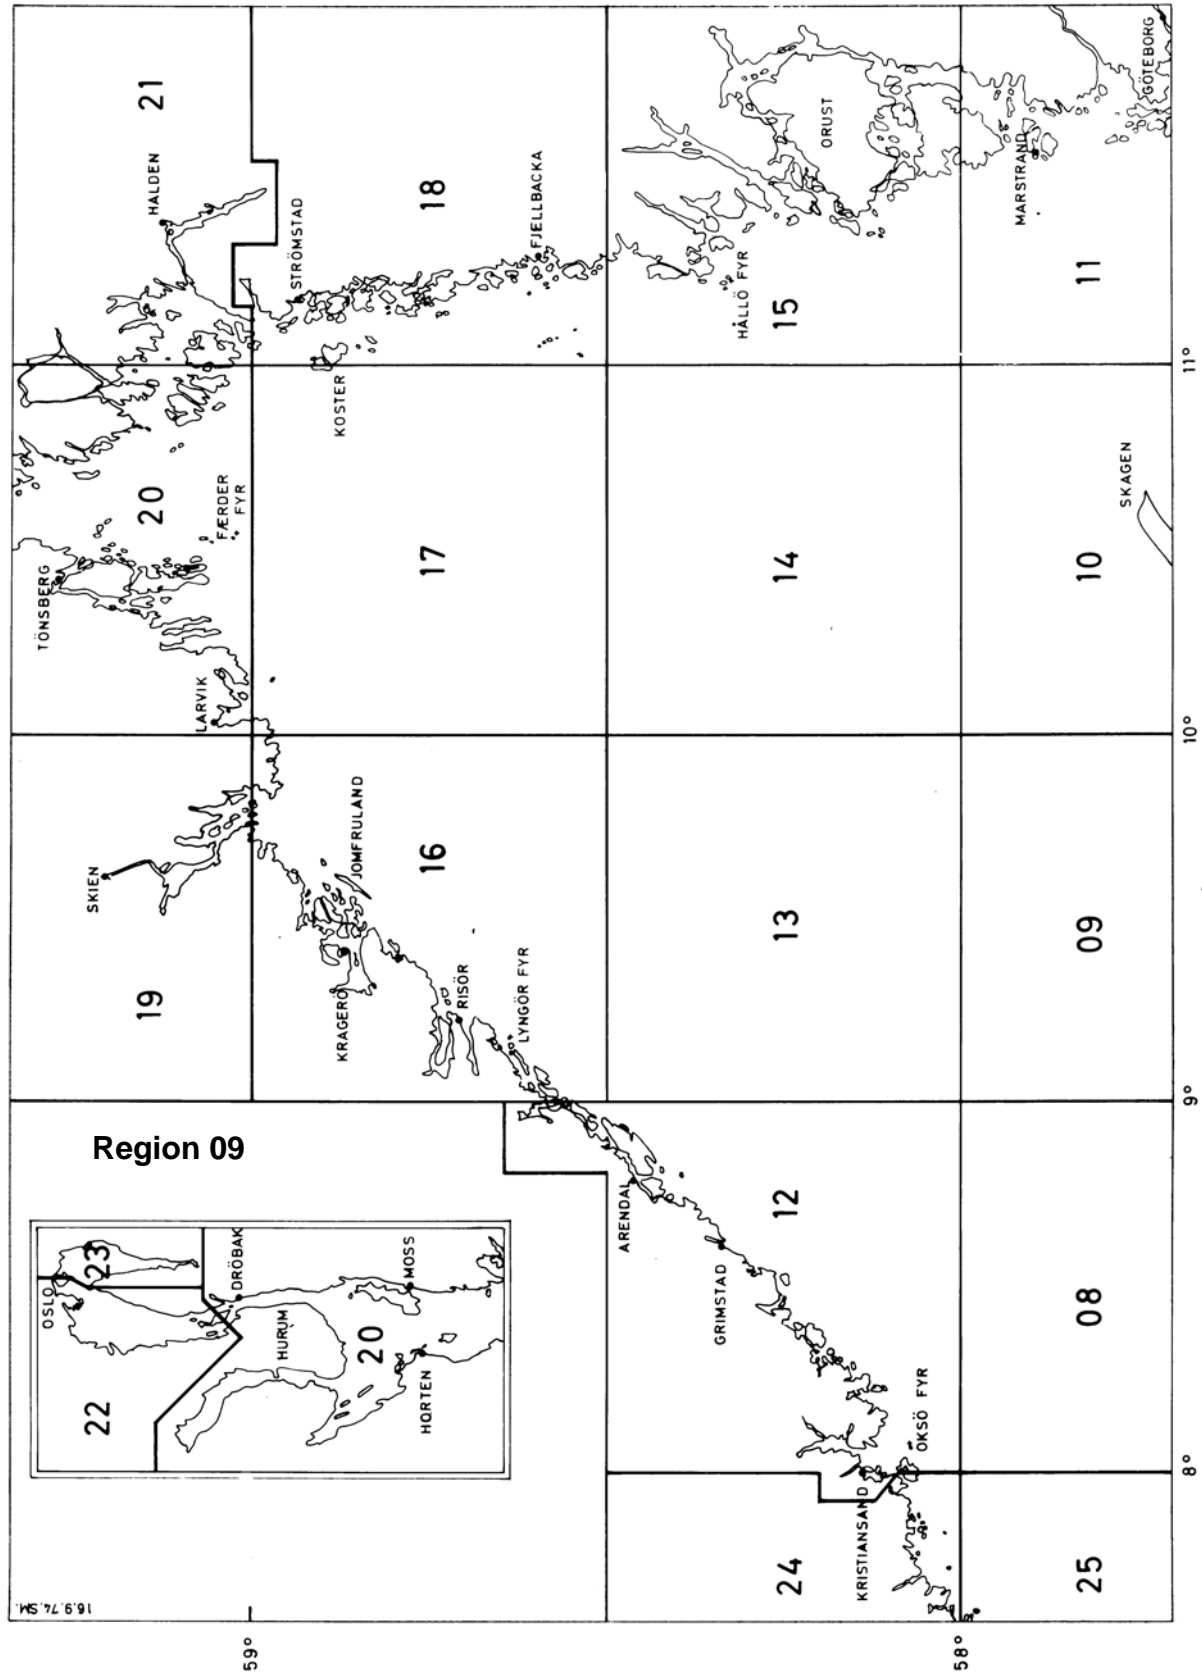 Region 09
16.9.74.SM.
OSLO
23
22
DRÖBAK
HURUM
20
MOSS
HORTEN
SKIEN
19
LARVIK
TÖNSBERG
20
FÆRDER
FYR
HALDEN
21
59°
KRAGERÖ
JOMFRULAND
16
RISÖR
LYNGÖR FYR
17
KOSTER
STRÖMSTAD
18
FJELLBACKA
ARENDAL
12
GRIMSTAD
24
KRISTIANSAND
OKSÖ FYR
13
14
HÅLLÖ FYR
15
ORUST
58°
25
08
09
10
SKAGEN
11
MARSTRAND
GÖTEBORG
8°
9°
10°
11°